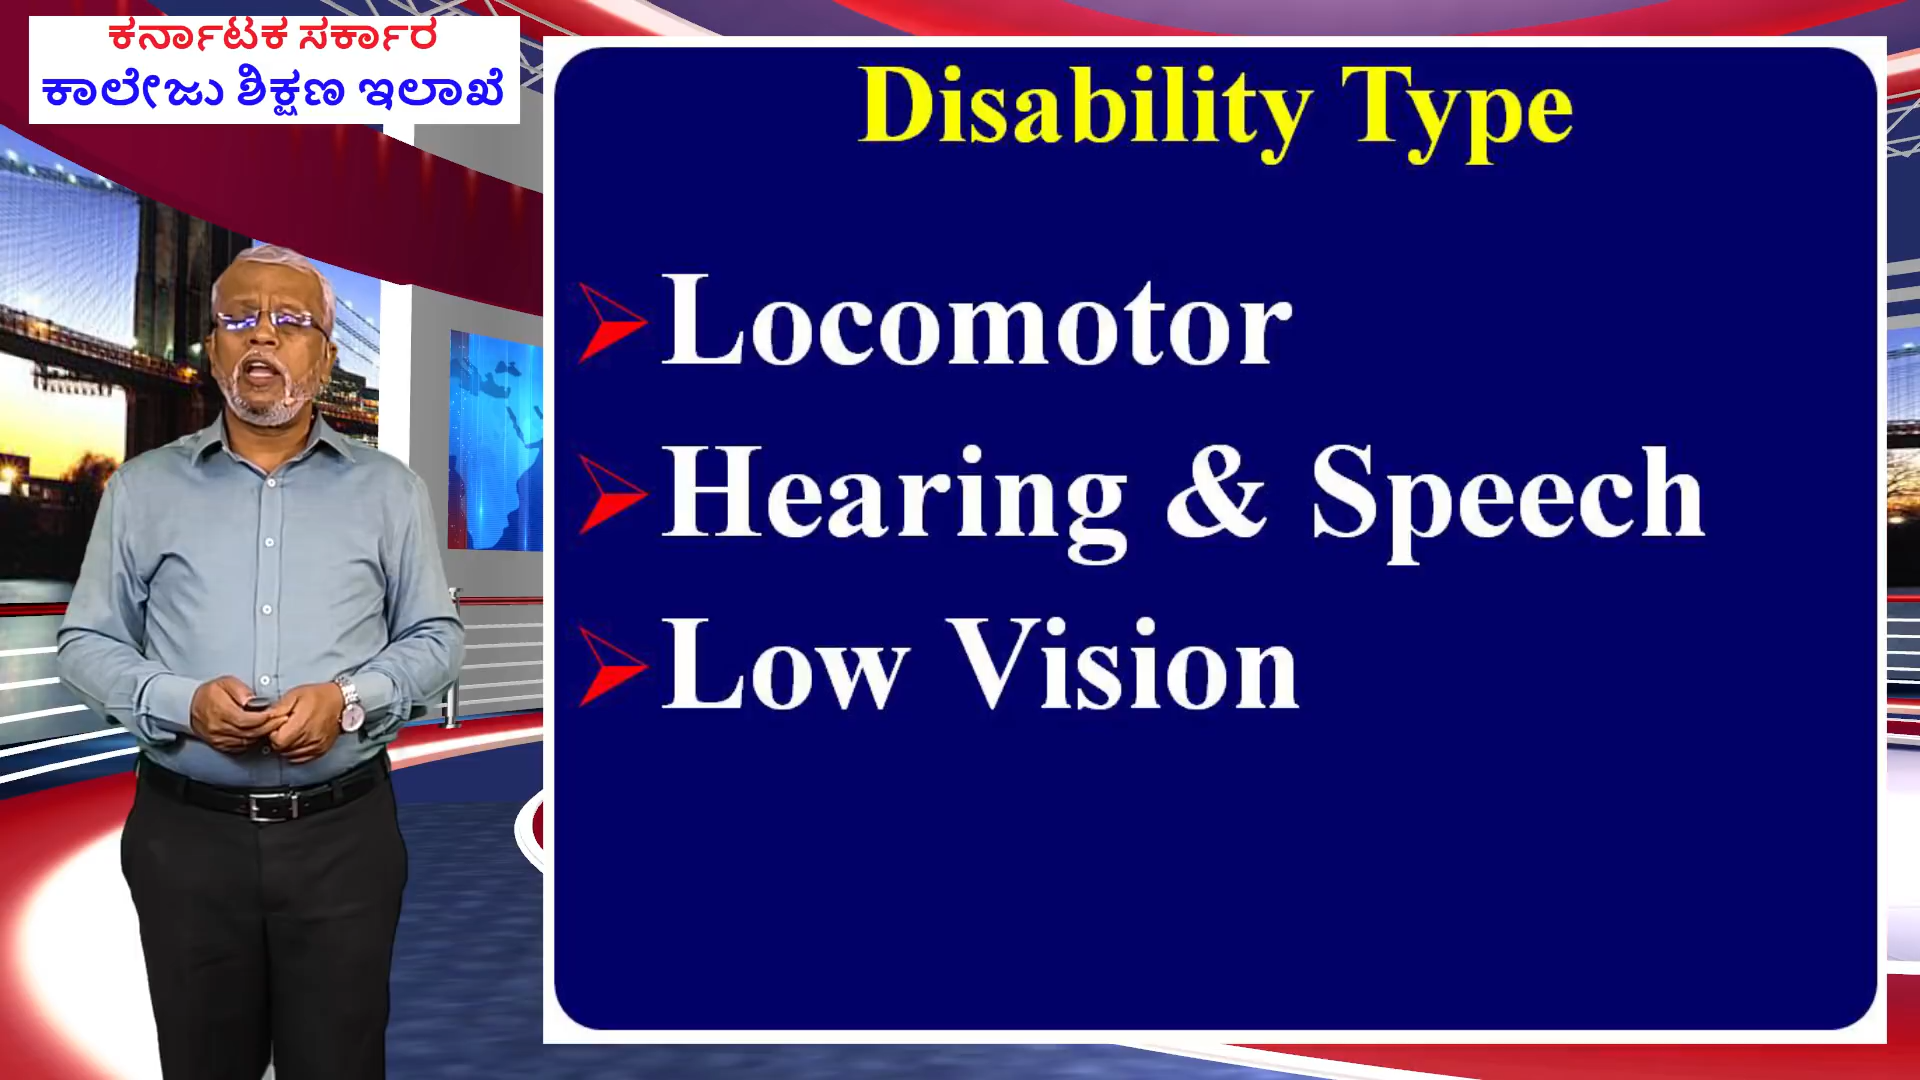 ಕರ್ನಾಟಕ ಸರ್ಕಾರ
ಕಾಲೇಜು ಶಿಕ್ಷಣ ಇಲಾಖೆ
Disability Type
Locomotor
Hearing & Speech
Low Vision